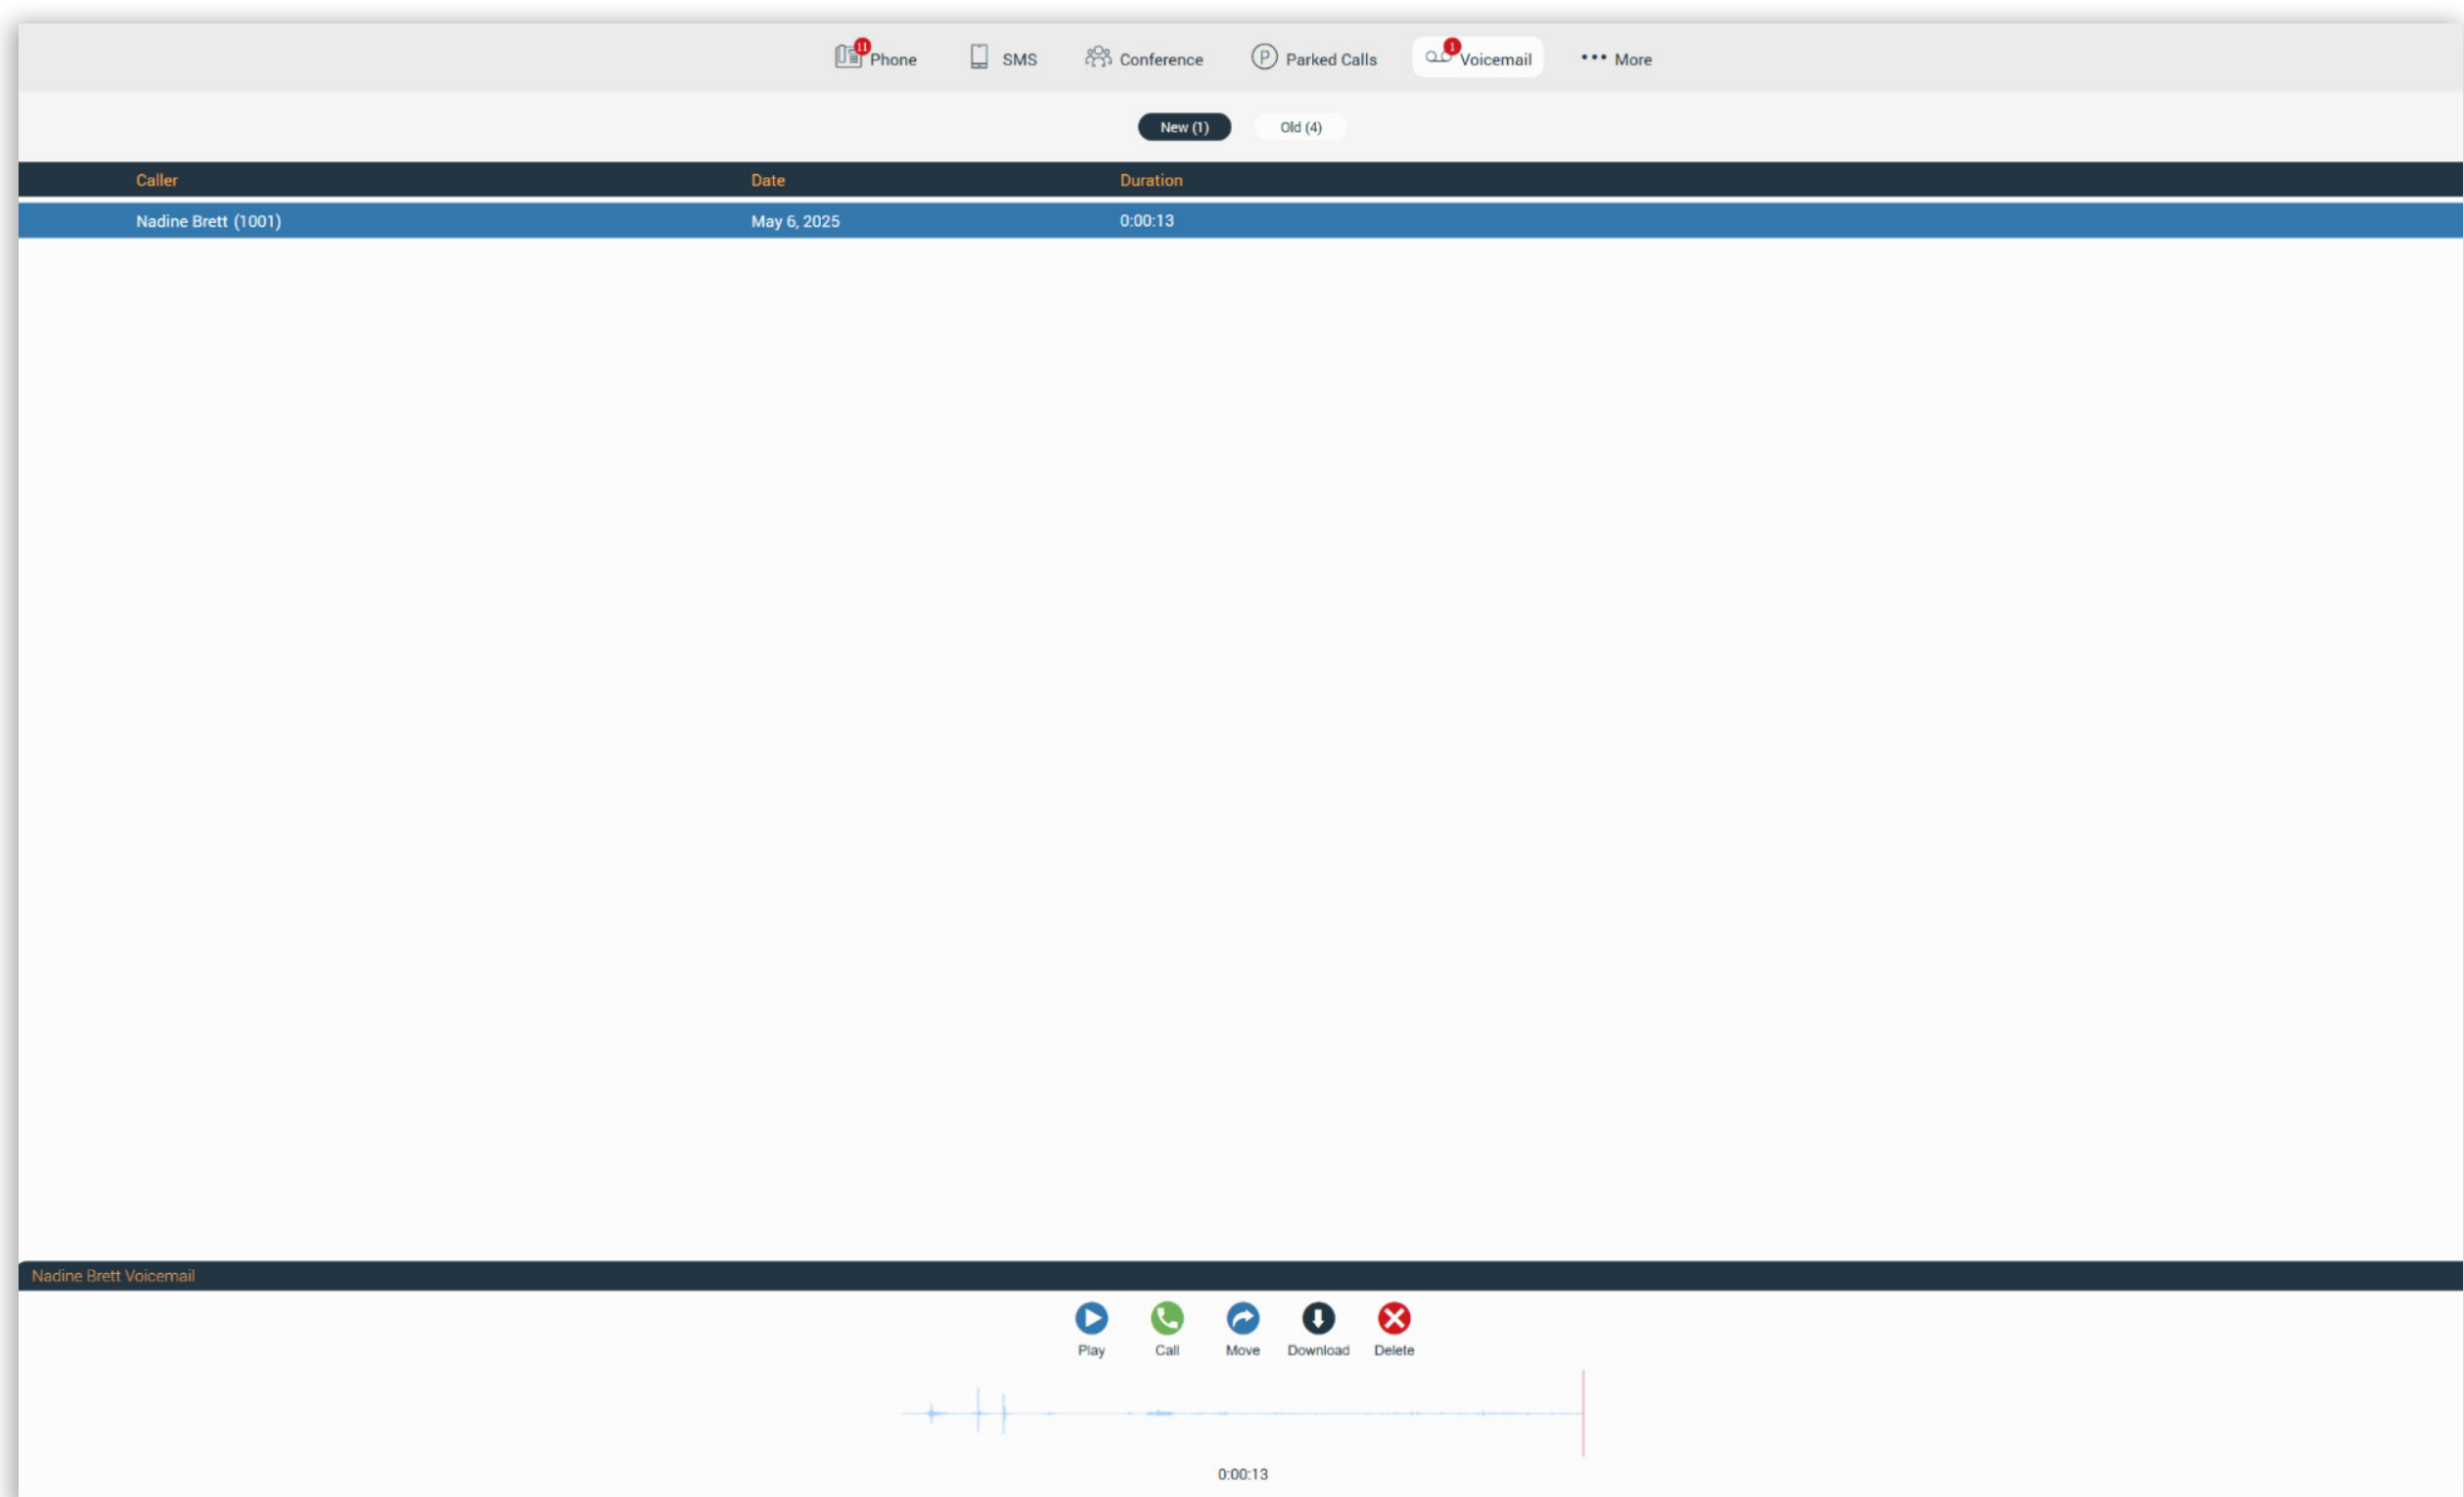 11 Phone SMS Conference P Parked Calls 1 Voicemail More
New (1) Old (4)
Caller Date Duration
Nadine Brett (1001) May 6, 2025 0:00:13
Nadine Brett Voicemail
Play Call Move Download Delete
0:00:13